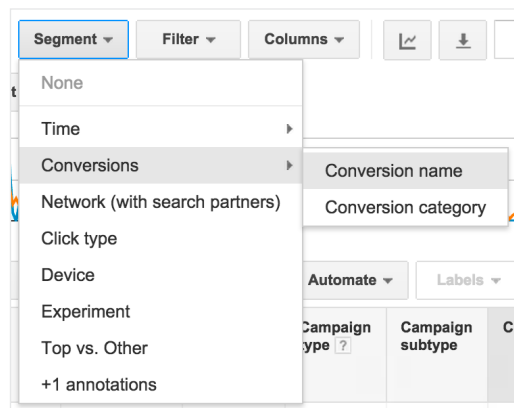 Segment
Filter
Columns
None
t
Time
Conversions
Conversion name
Network (with search partners)
Conversion category
Click type
Device
Automate
Labels
Experiment
Campaign
type ?
Campaign
subtype
C
Top vs. Other
+1 annotations